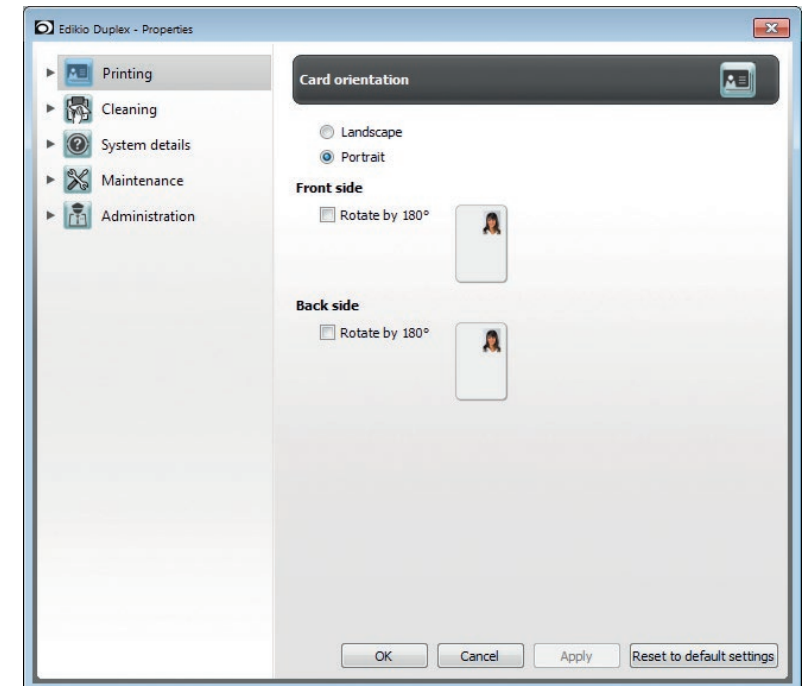 Edikio Duplex - Properties
Printing
Cleaning
System details
Maintenance
Administration
Card orientation
Landscape
Portrait
Front side
Rotate by 180°
Back side
Rotate by 180°
OK
Cancel
Apply
Reset to default settings